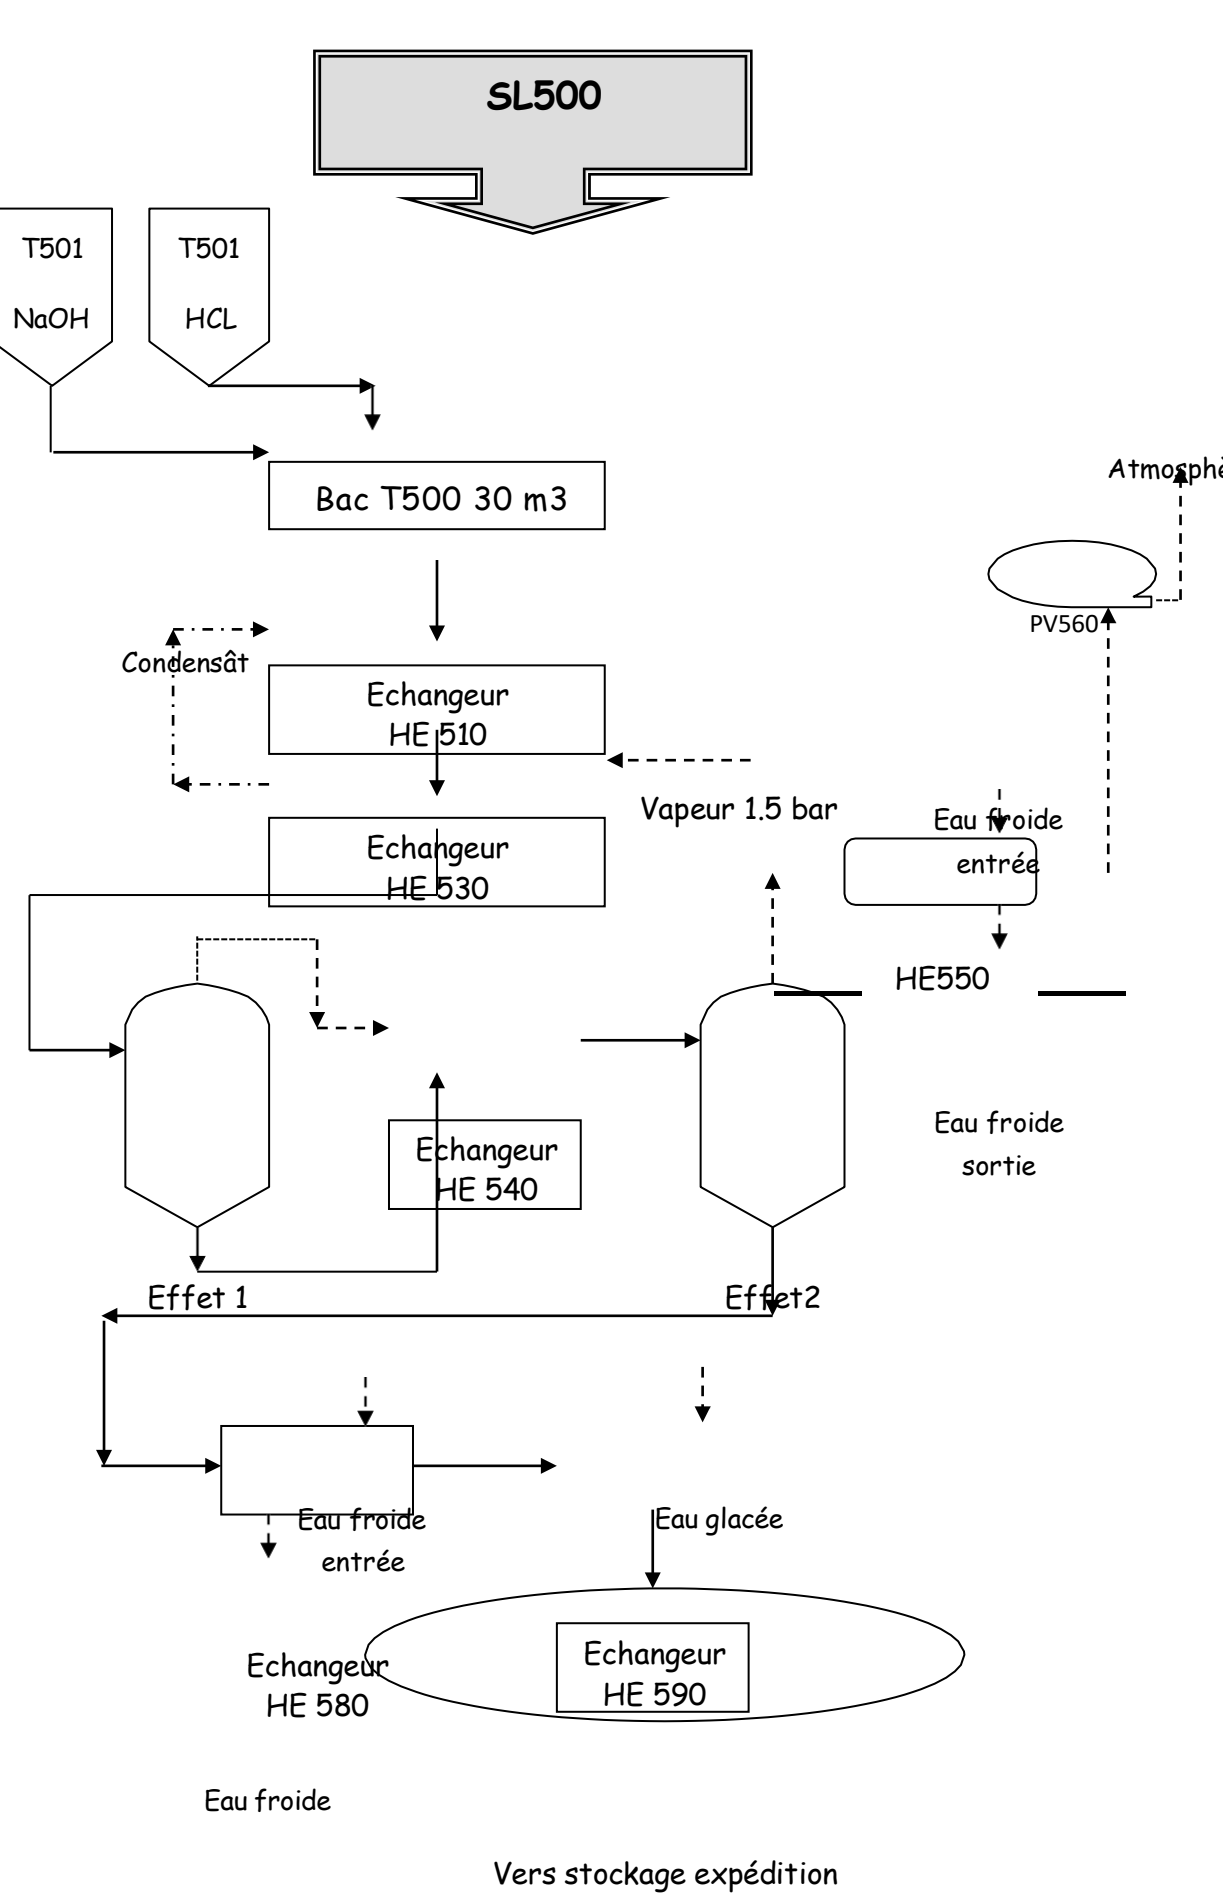 SL500
T501
T501
NaOH
HCL
Bac T500 30 m3
PV560
Condensât
Echangeur
HE 510
Vapeur 1.5 bar
Eau froide
entrée
Echangeur
HE 530
HE550
Eau froide
sortie
Echangeur
HE 540
Effet 1
Effet2
Eau froide
entrée
Eau glacée
Echangeur
HE 580
Echangeur
HE 590
Eau froide
Vers stockage expédition